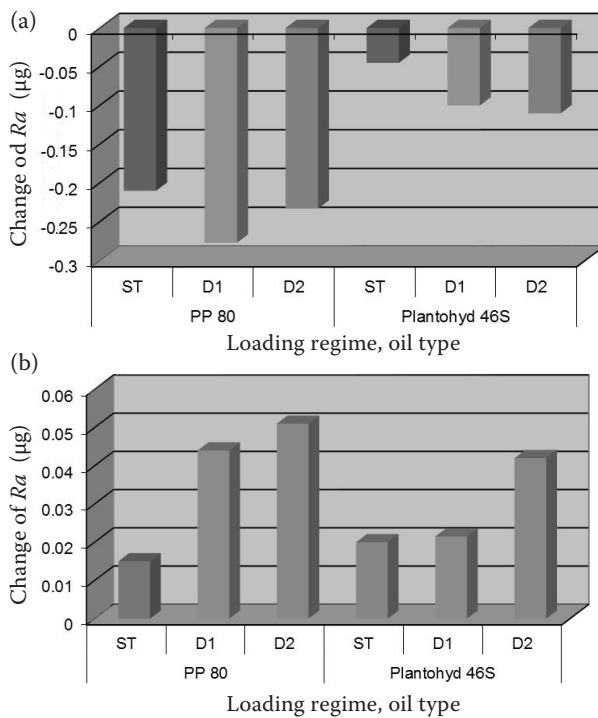 (a)
Change od Ra (µg)
0
-0.05
-0.1
-0.15
-0.2
-0.25
-0.3
ST D1 D2 ST D1 D2
PP 80 Plantohyd 46S
Loading regime, oil type
(b)
Change of Ra (µg)
0.06
0.05
0.04
0.03
0.02
0.01
0
ST D1 D2 ST D1 D2
PP 80 Plantohyd 46S
Loading regime, oil type